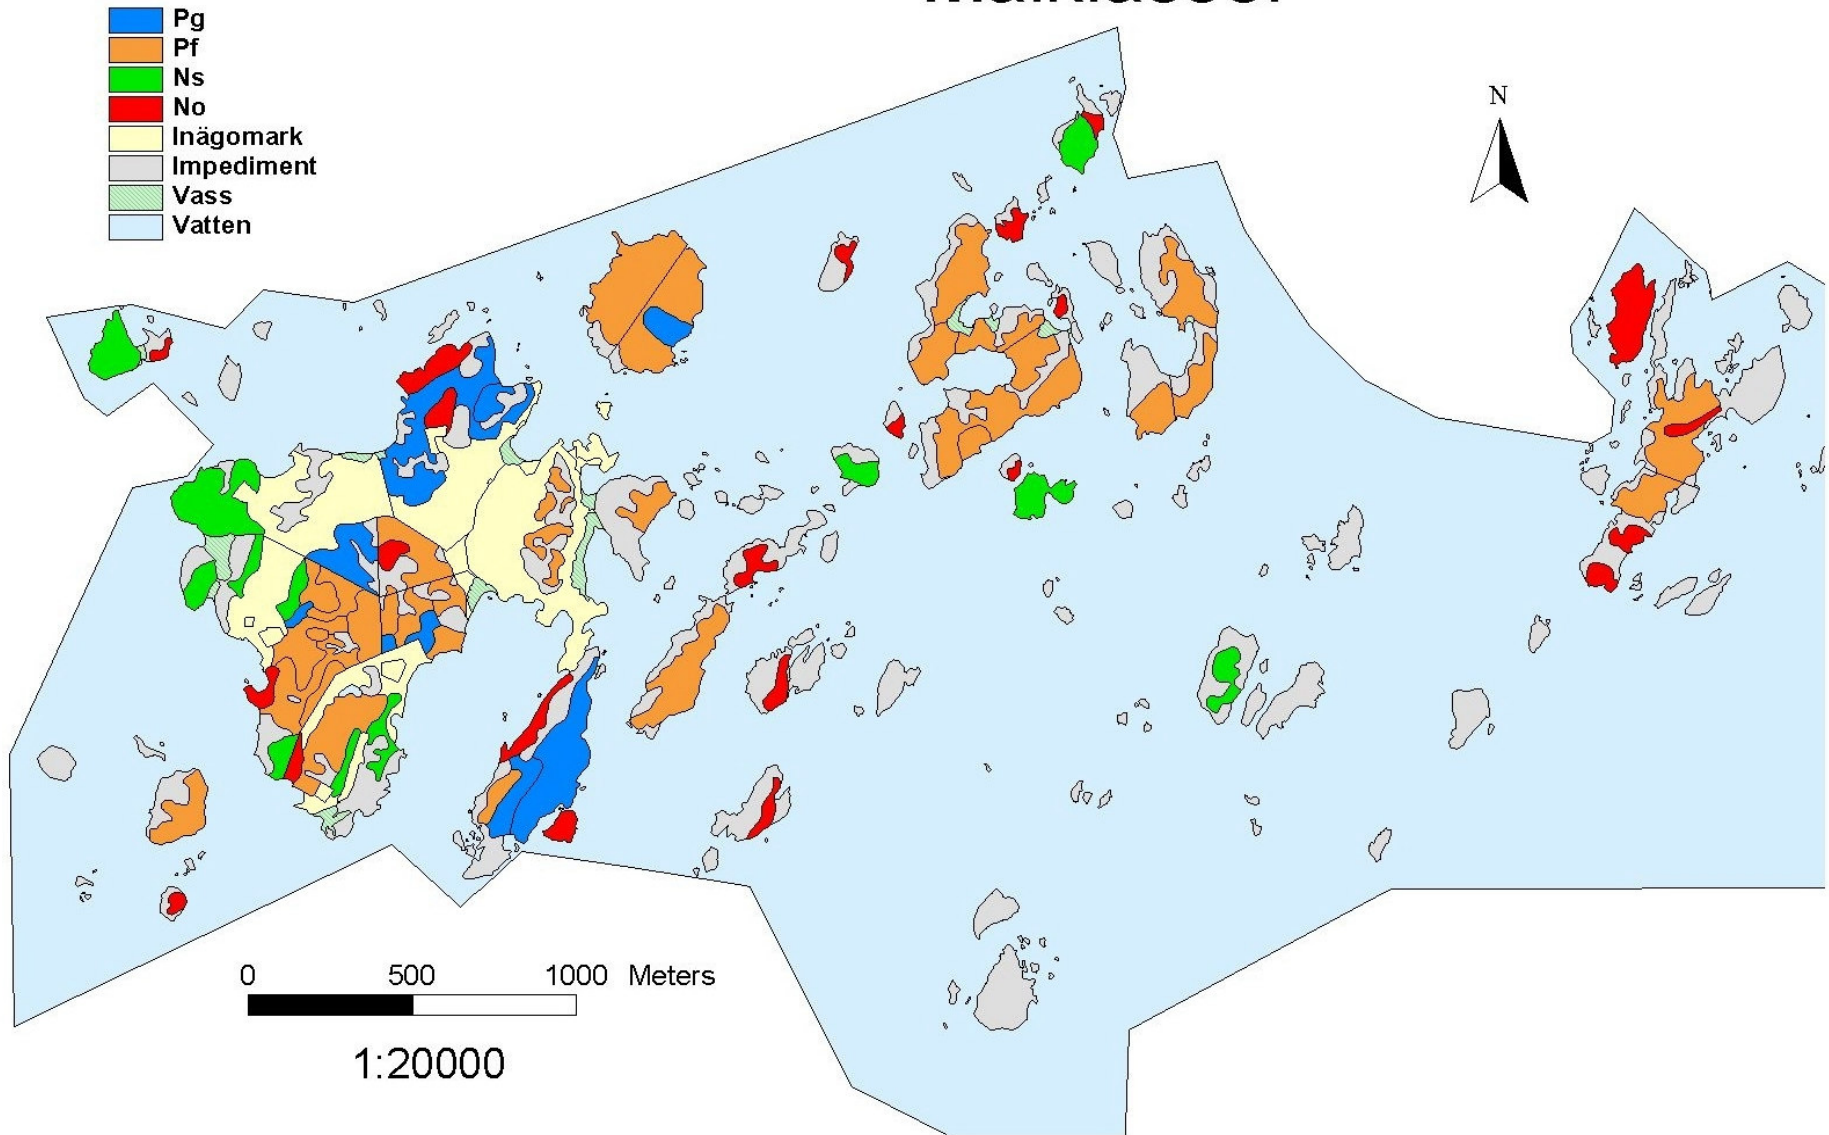 Pg
Pf
Ns
No
Inägomark
Impediment
Vass
Vatten
N
0 500 1000 Meters
1:20000